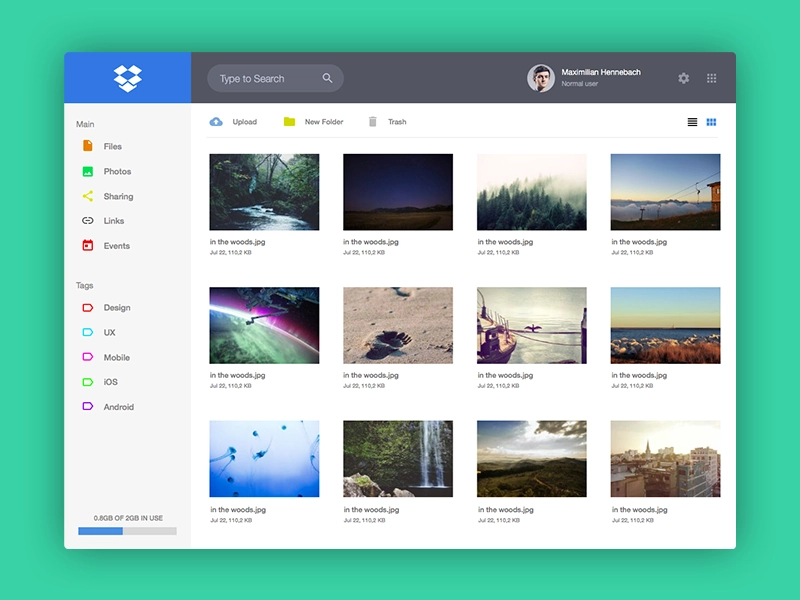 Type to Search
Maximilian Hennebach
Normal user
Main
Files
Photos
Sharing
Links
Events
Tags
Design
UX
Mobile
iOS
Android
0.8GB OF 2GB IN USE
Upload
New Folder
Trash
in the woods.jpg
Jul 22, 110,2 KB
in the woods.jpg
Jul 22, 110,2 KB
in the woods.jpg
Jul 22, 110,2 KB
in the woods.jpg
Jul 22, 110,2 KB
in the woods.jpg
Jul 22, 110,2 KB
in the woods.jpg
Jul 22, 110,2 KB
in the woods.jpg
Jul 22, 110,2 KB
in the woods.jpg
Jul 22, 110,2 KB
in the woods.jpg
Jul 22, 110,2 KB
in the woods.jpg
Jul 22, 110,2 KB
in the woods.jpg
Jul 22, 110,2 KB
in the woods.jpg
Jul 22, 110,2 KB